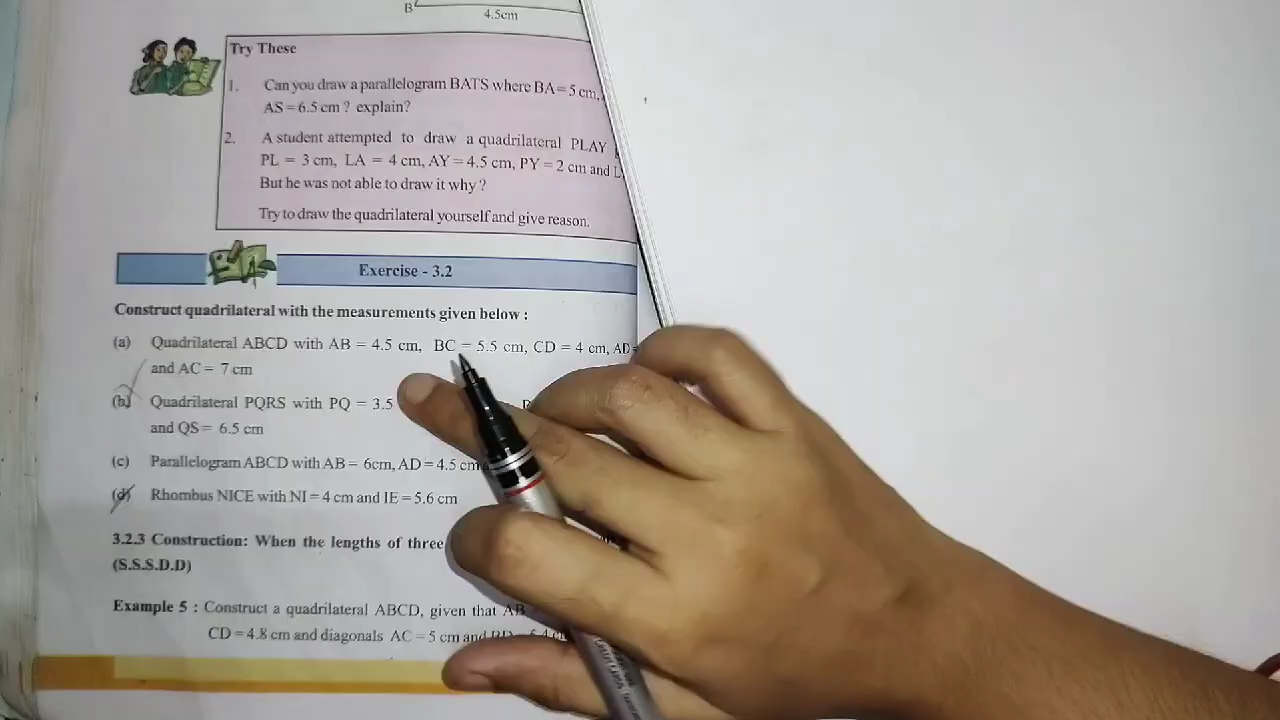 B
4.5cm
Try These
1. Can you draw a parallelogram BATS where BA = 5 cm,
AS = 6.5 cm ? explain?
2. A student attempted to draw a quadrilateral PLAY
PL = 3 cm, LA = 4 cm, AY = 4.5 cm, PY = 2 cm and
But he was not able to draw it why ?
Try to draw the quadrilateral yourself and give reason.
Exercise - 3.2
Construct quadrilateral with the measurements given below :
(a) Quadrilateral ABCD with AB = 4.5 cm, BC = 5.5 cm, CD = 4 cm, AD
and AC = 7 cm
(b) Quadrilateral PQRS with PQ = 3.5
and QS = 6.5 cm
(c) Parallelogram ABCD with AB = 6cm, AD = 4.5 cm
(d) Rhombus NICE with NI = 4 cm and IE = 5.6 cm
3.2.3 Construction: When the lengths of three
(S.S.S.D.D)
Example 5 : Construct a quadrilateral ABCD, given that AB
CD = 4.8 cm and diagonals AC = 5 cm and